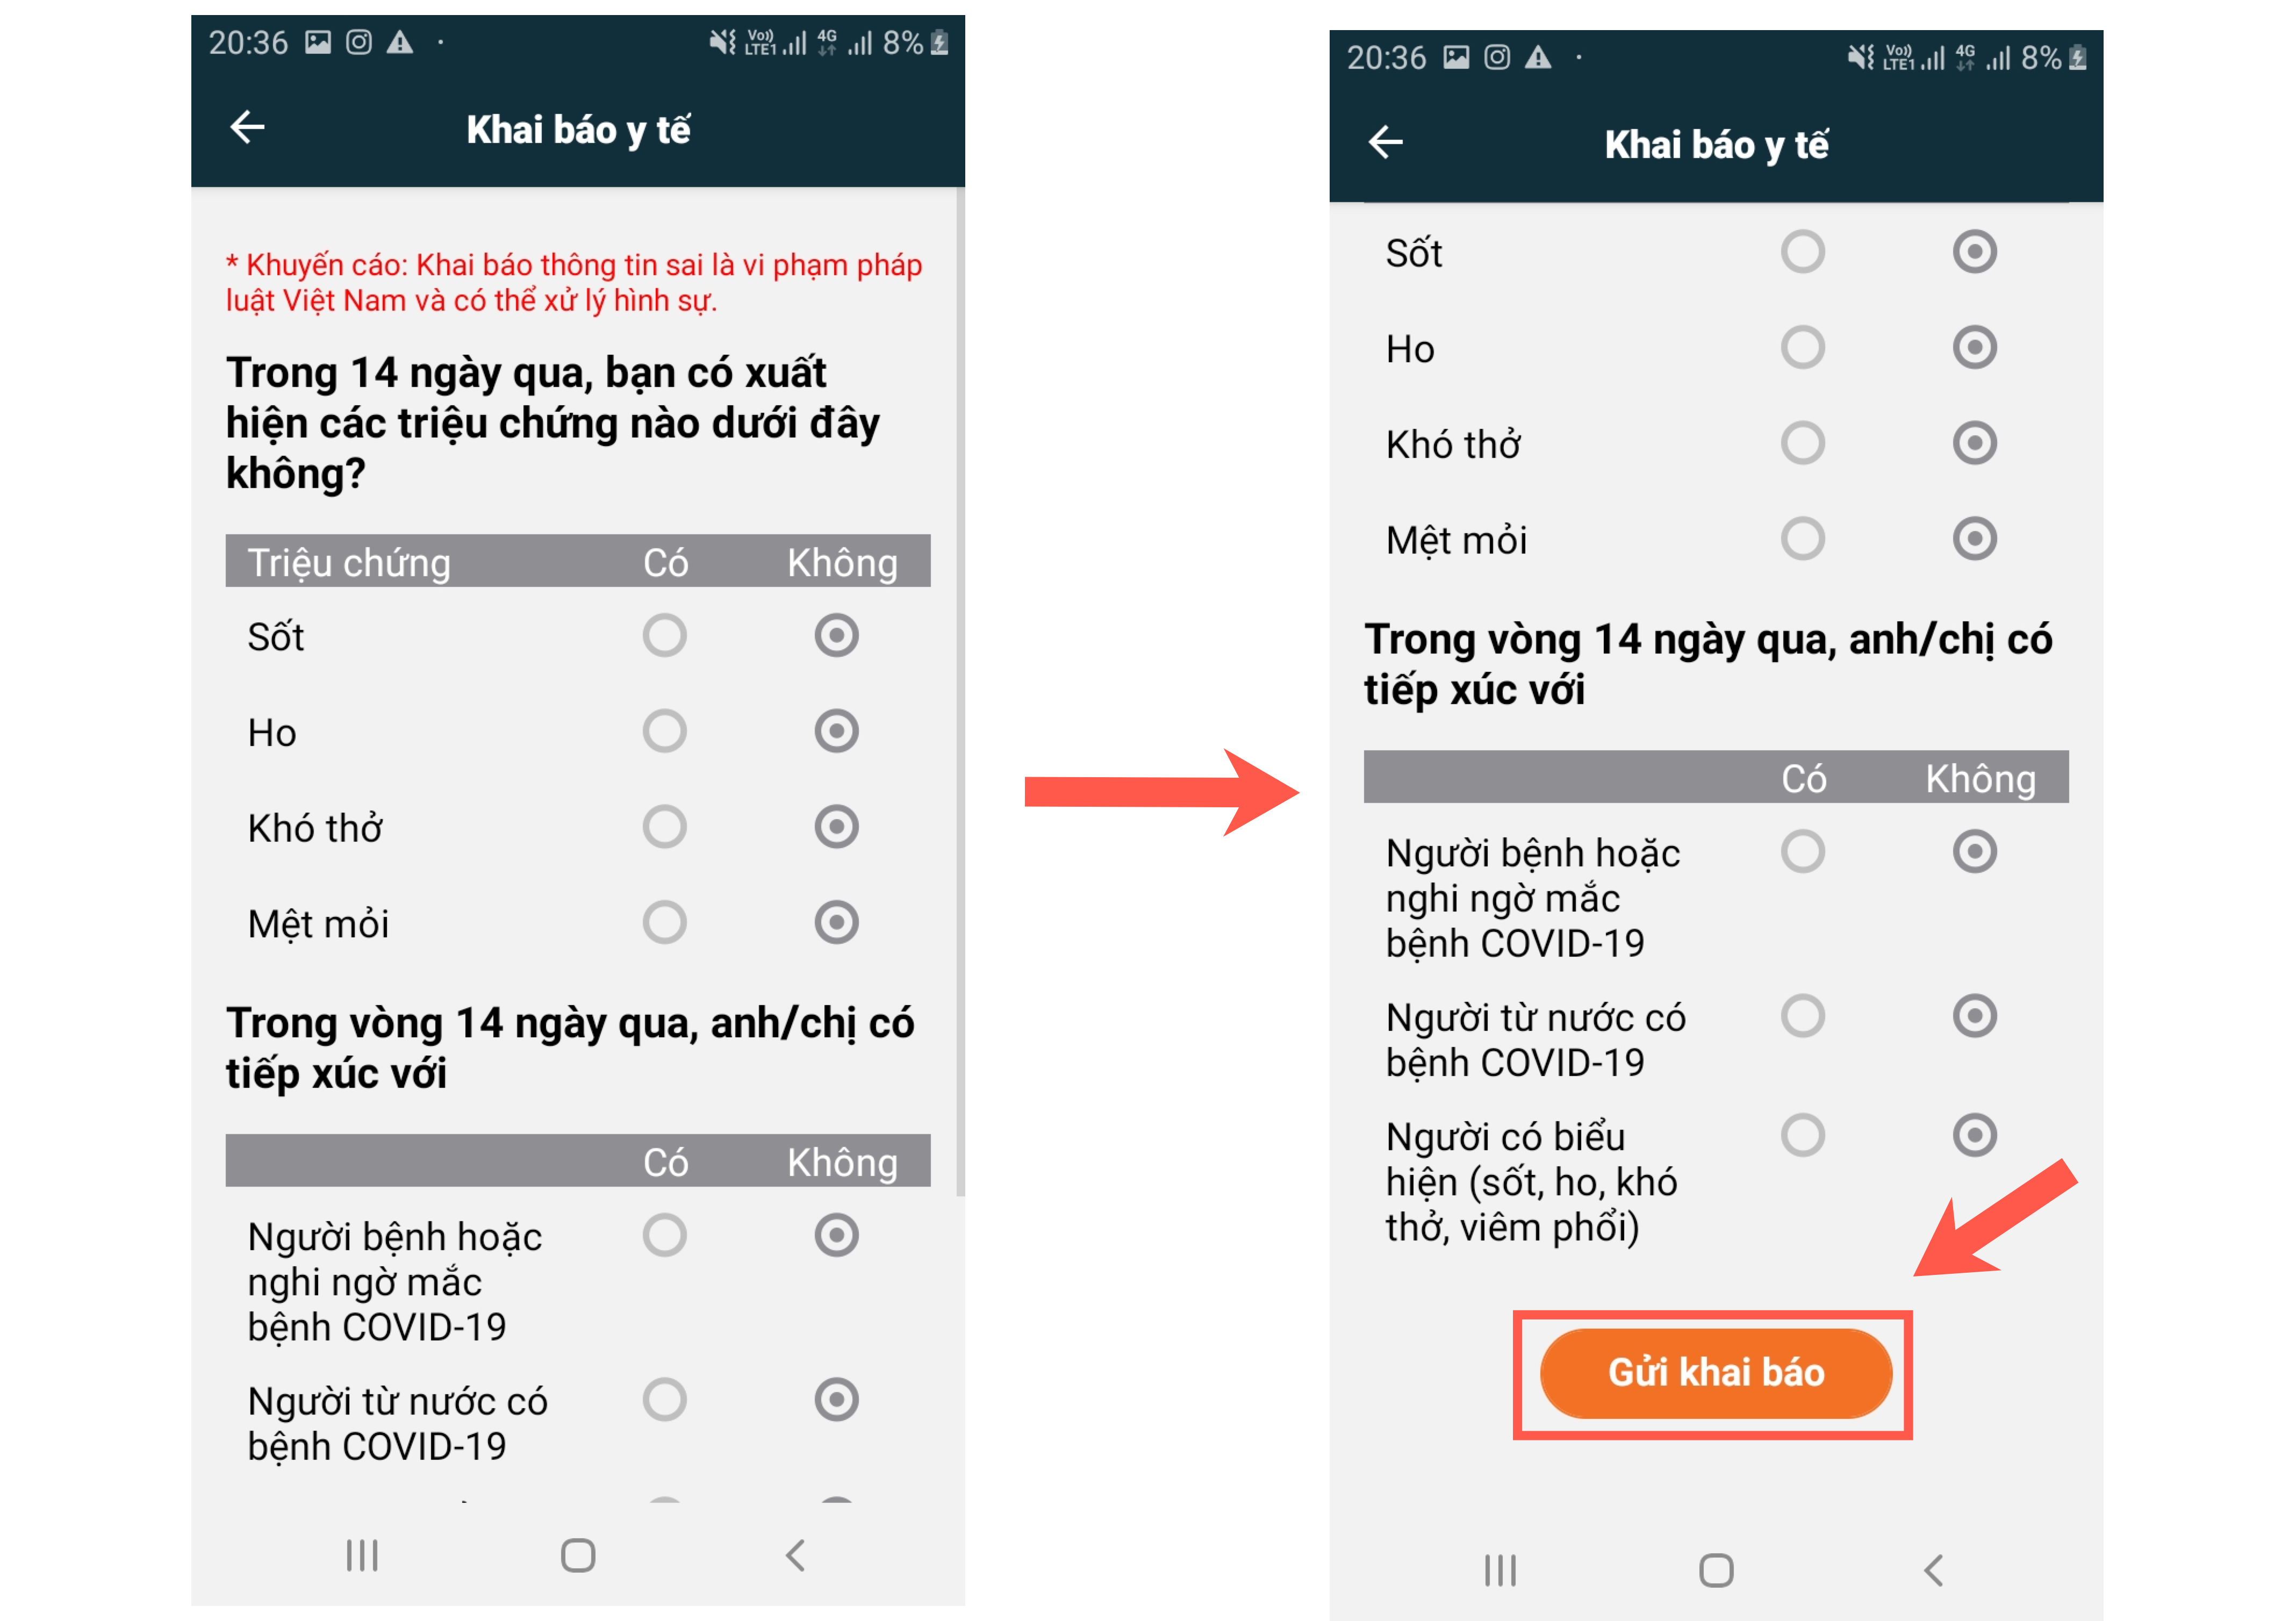 20:36 Vo)) LTE1 4G 8%
Khai báo y tế
* Khuyến cáo: Khai báo thông tin sai là vi phạm pháp
luật Việt Nam và có thể xử lý hình sự.
Trong 14 ngày qua, bạn có xuất
hiện các triệu chứng nào dưới đây
không?
Triệu chứng Có Không
Sốt
Ho
Khó thở
Mệt mỏi
Trong vòng 14 ngày qua, anh/chị có
tiếp xúc với
Có Không
Người bệnh hoặc
nghi ngờ mắc
bệnh COVID-19
Người từ nước có
bệnh COVID-19
20:36 Vo)) LTE1 4G 8%
Khai báo y tế
Sốt
Ho
Khó thở
Mệt mỏi
Trong vòng 14 ngày qua, anh/chị có
tiếp xúc với
Có Không
Người bệnh hoặc
nghi ngờ mắc
bệnh COVID-19
Người từ nước có
bệnh COVID-19
Người có biểu
hiện (sốt, ho, khó
thở, viêm phổi)
Gửi khai báo